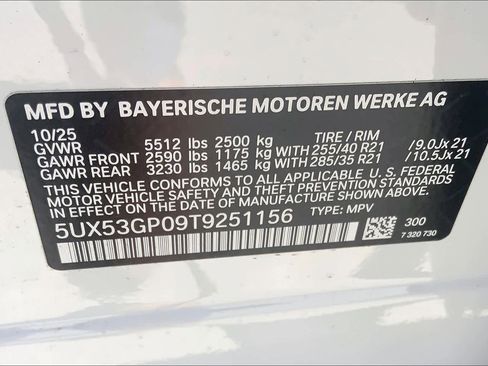 MFD BY BAYERISCHE MOTOREN WERKE AG
10/25
GVWR 5512 lbs 2500 kg TIRE / RIM
GAWR FRONT 2590 lbs 1175 kg WITH 255/40 R21 /9.0Jx 21
GAWR REAR 3230 lbs 1465 kg WITH 285/35 R21 /10.5Jx 21
THIS VEHICLE CONFORMS TO ALL APPLICABLE U. S. FEDERAL
MOTOR VEHICLE SAFETY, BUMPER, AND THEFT PREVENTION STANDARDS
IN EFFECT ON THE DATE OF MANUFACTURE SHOWN ABOVE.
5UX53GP09T9251156 TYPE: MPV
300
7 320 730